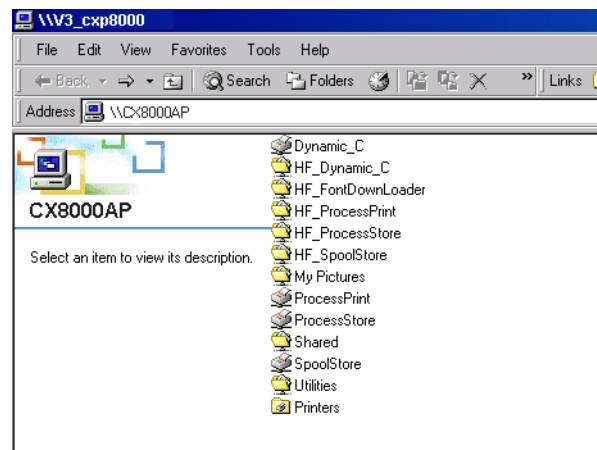 \\V3_cxp8000
File Edit View Favorites Tools Help
Back Search Folders » Links
Address \\CX8000AP
CX8000AP
Select an item to view its description.
Dynamic_C
HF_Dynamic_C
HF_FontDownLoader
HF_ProcessPrint
HF_ProcessStore
HF_SpoolStore
My Pictures
ProcessPrint
ProcessStore
Shared
SpoolStore
Utilities
Printers